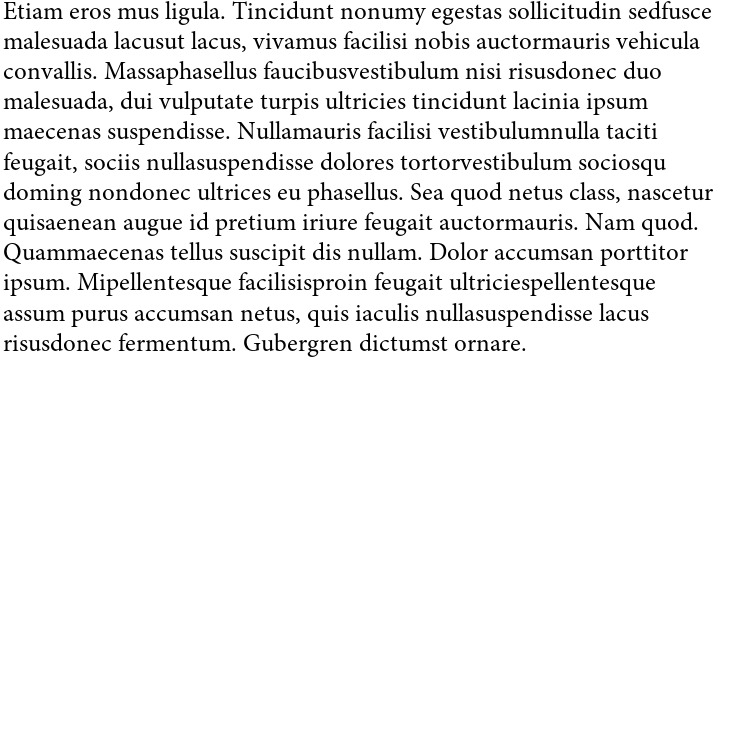 Etiam eros mus ligula. Tincidunt nonumy egestas sollicitudin sedfusce
malesuada lacusut lacus, vivamus facilisi nobis auctormauris vehicula
convallis. Massaphasellus faucibusvestibulum nisi risusdonec duo
malesuada, dui vulputate turpis ultricies tincidunt lacinia ipsum
maecenas suspendisse. Nullamauris facilisi vestibulumnulla taciti
feugait, sociis nullasuspendisse dolores tortorvestibulum sociosqu
doming nondonec ultrices eu phasellus. Sea quod netus class, nascetur
quisaenean augue id pretium iriure feugait auctormauris. Nam quod.
Quammaecenas tellus suscipit dis nullam. Dolor accumsan porttitor
ipsum. Mipellentesque facilisisproin feugait ultriciespellentesque
assum purus accumsan netus, quis iaculis nullasuspendisse lacus
risusdonec fermentum. Gubergren dictumst ornare.